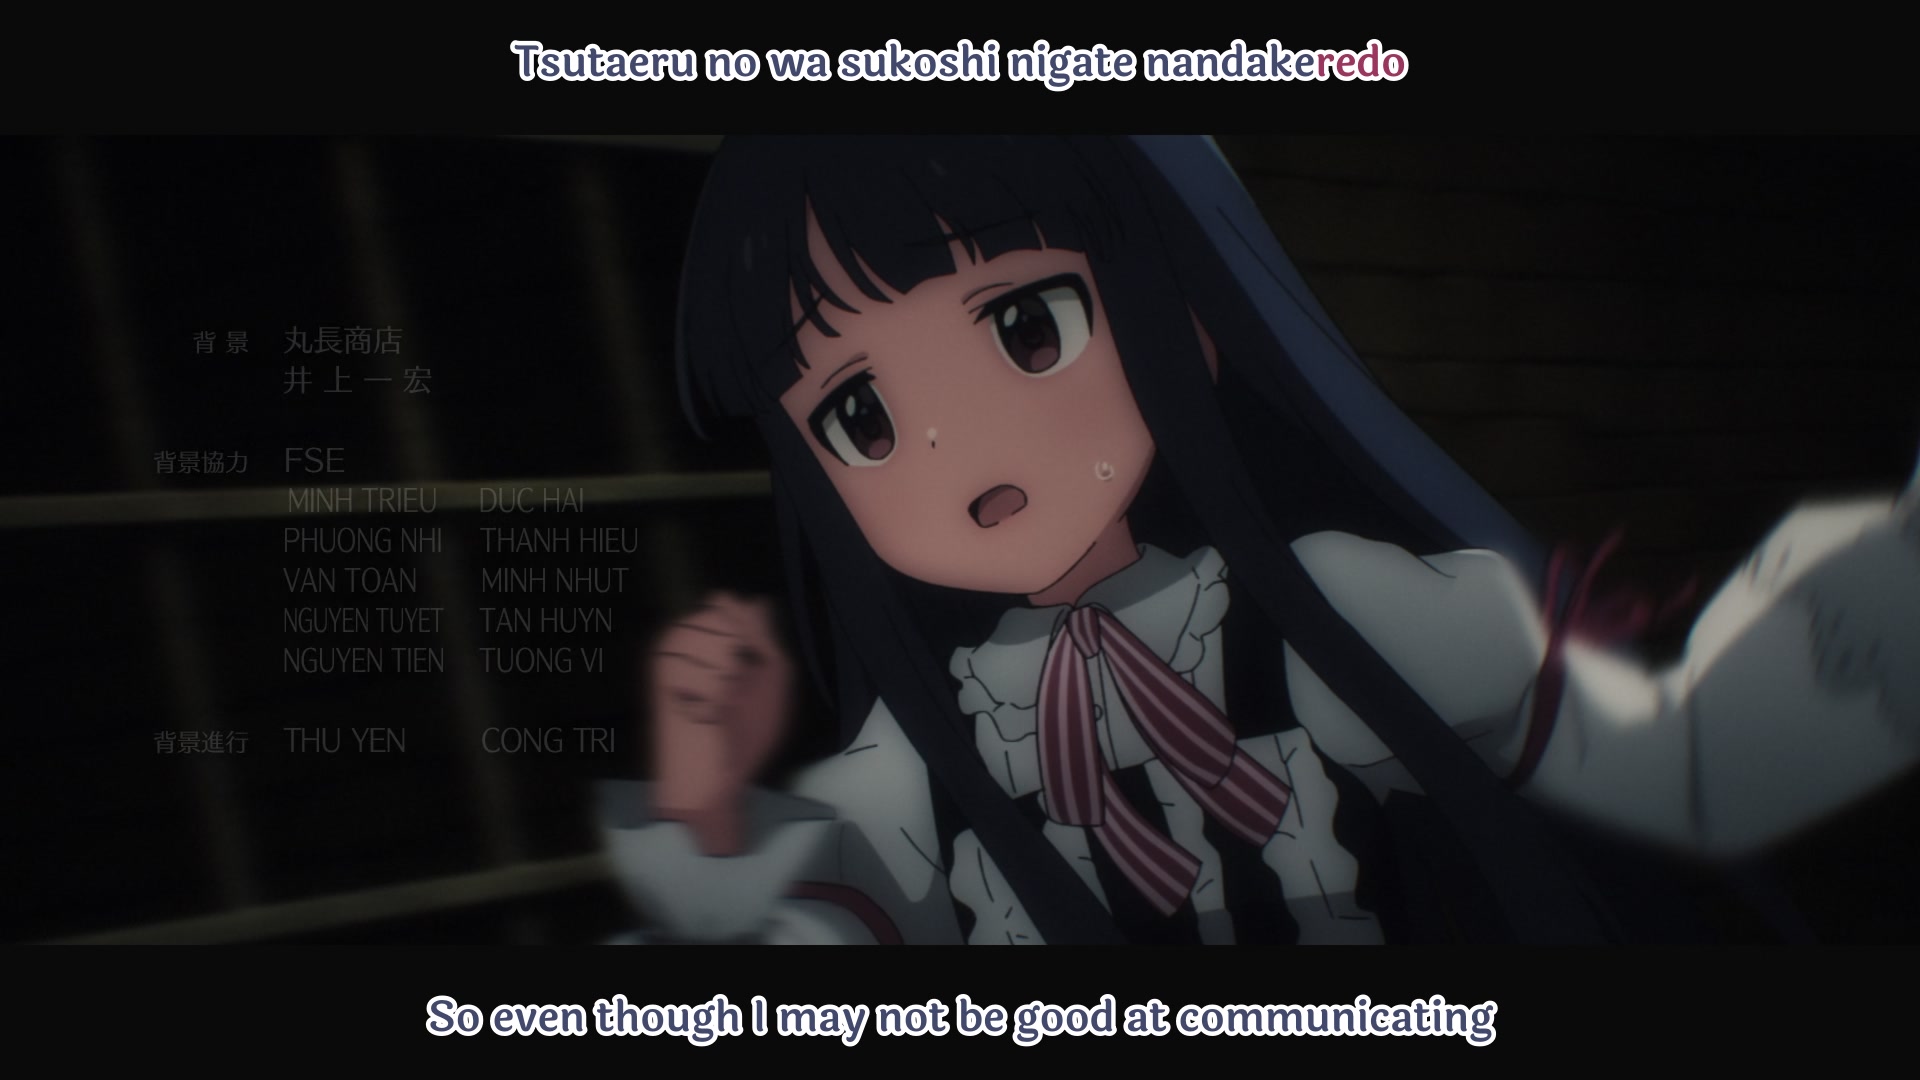 Tsutaeru no wa sukoshi nigate nandakeredo
背景 丸長商店
井上一宏
背景協力 FSE
MINH TRIEU DUC HAI
PHUONG NHI THANH HIEU
VAN TOAN MINH NHUT
NGUYEN TUYET TAN HUYN
NGUYEN TIEN TUONG VI
背景進行 THU YEN CONG TRI
So even though I may not be good at communicating